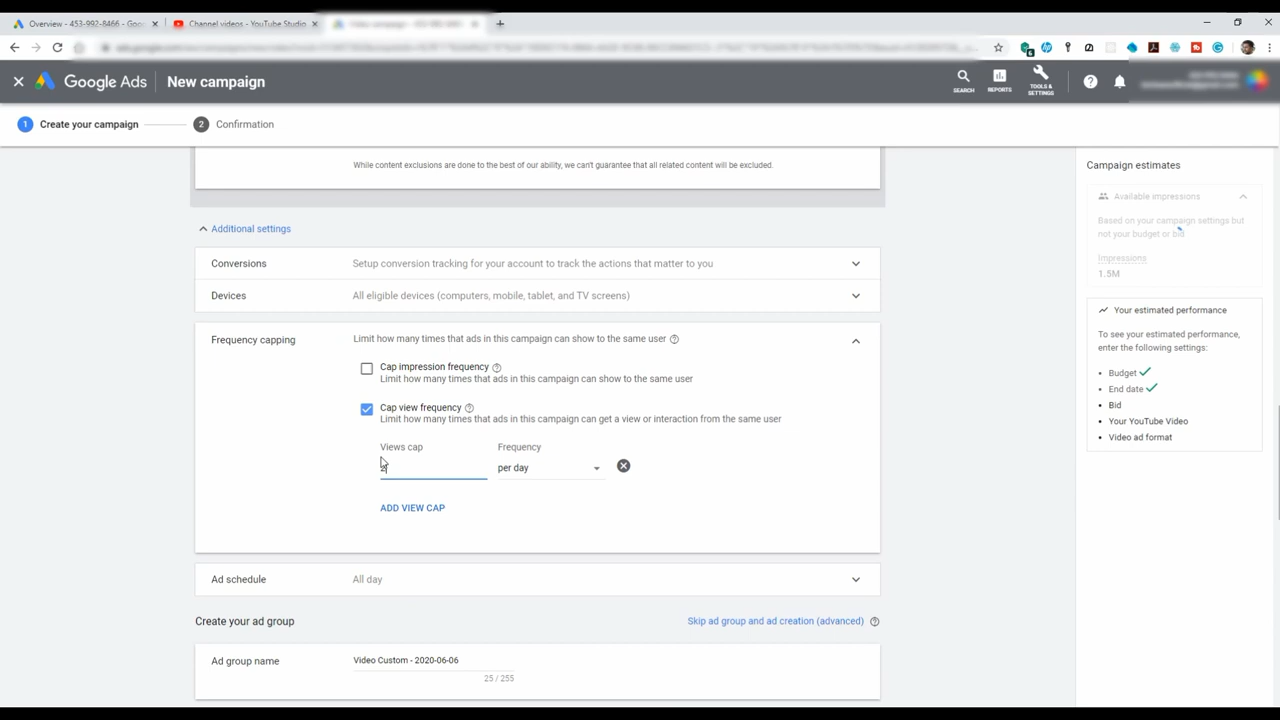 Overview - 453-992-8466 - Goo
Channel videos - YouTube Studio
Google Ads
New campaign
SEARCH
REPORTS
TOOLS &
SETTINGS
1 Create your campaign
2 Confirmation
While content exclusions are done to the best of our ability, we can't guarantee that all related content will be excluded.
Additional settings
Conversions Setup conversion tracking for your account to track the actions that matter to you
Devices All eligible devices (computers, mobile, tablet, and TV screens)
Frequency capping Limit how many times that ads in this campaign can show to the same user
Cap impression frequency
Limit how many times that ads in this campaign can show to the same user
Cap view frequency
Limit how many times that ads in this campaign can get a view or interaction from the same user
Views cap Frequency
2 per day
ADD VIEW CAP
Ad schedule All day
Create your ad group Skip ad group and ad creation (advanced)
Ad group name Video Custom - 2020-06-06
25 / 255
Campaign estimates
Available impressions
Based on your campaign settings but
not your budget or bid
Impressions
1.5M
Your estimated performance
To see your estimated performance,
enter the following settings:
• Budget
• End date
• Bid
• Your YouTube Video
• Video ad format